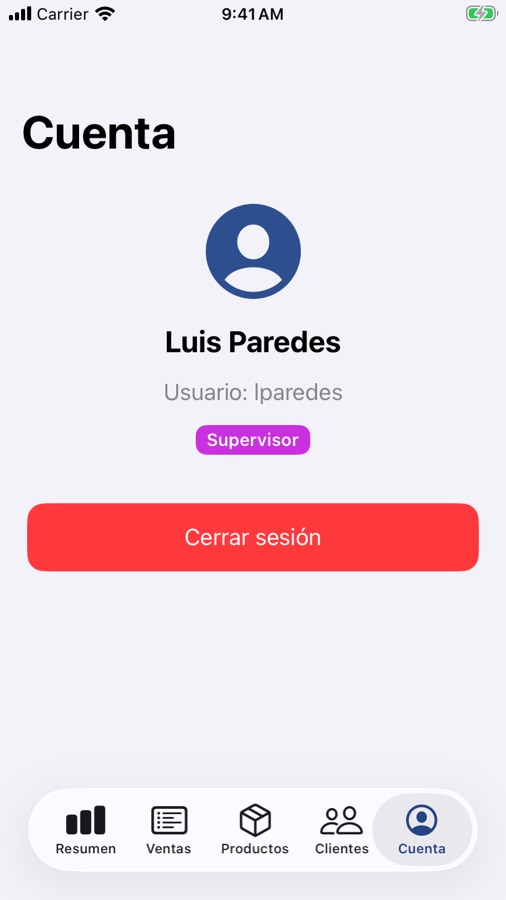 Carrier 9:41 AM
Cuenta
Luis Paredes
Usuario: lparedes
Supervisor
Cerrar sesión
Resumen Ventas Productos Clientes Cuenta